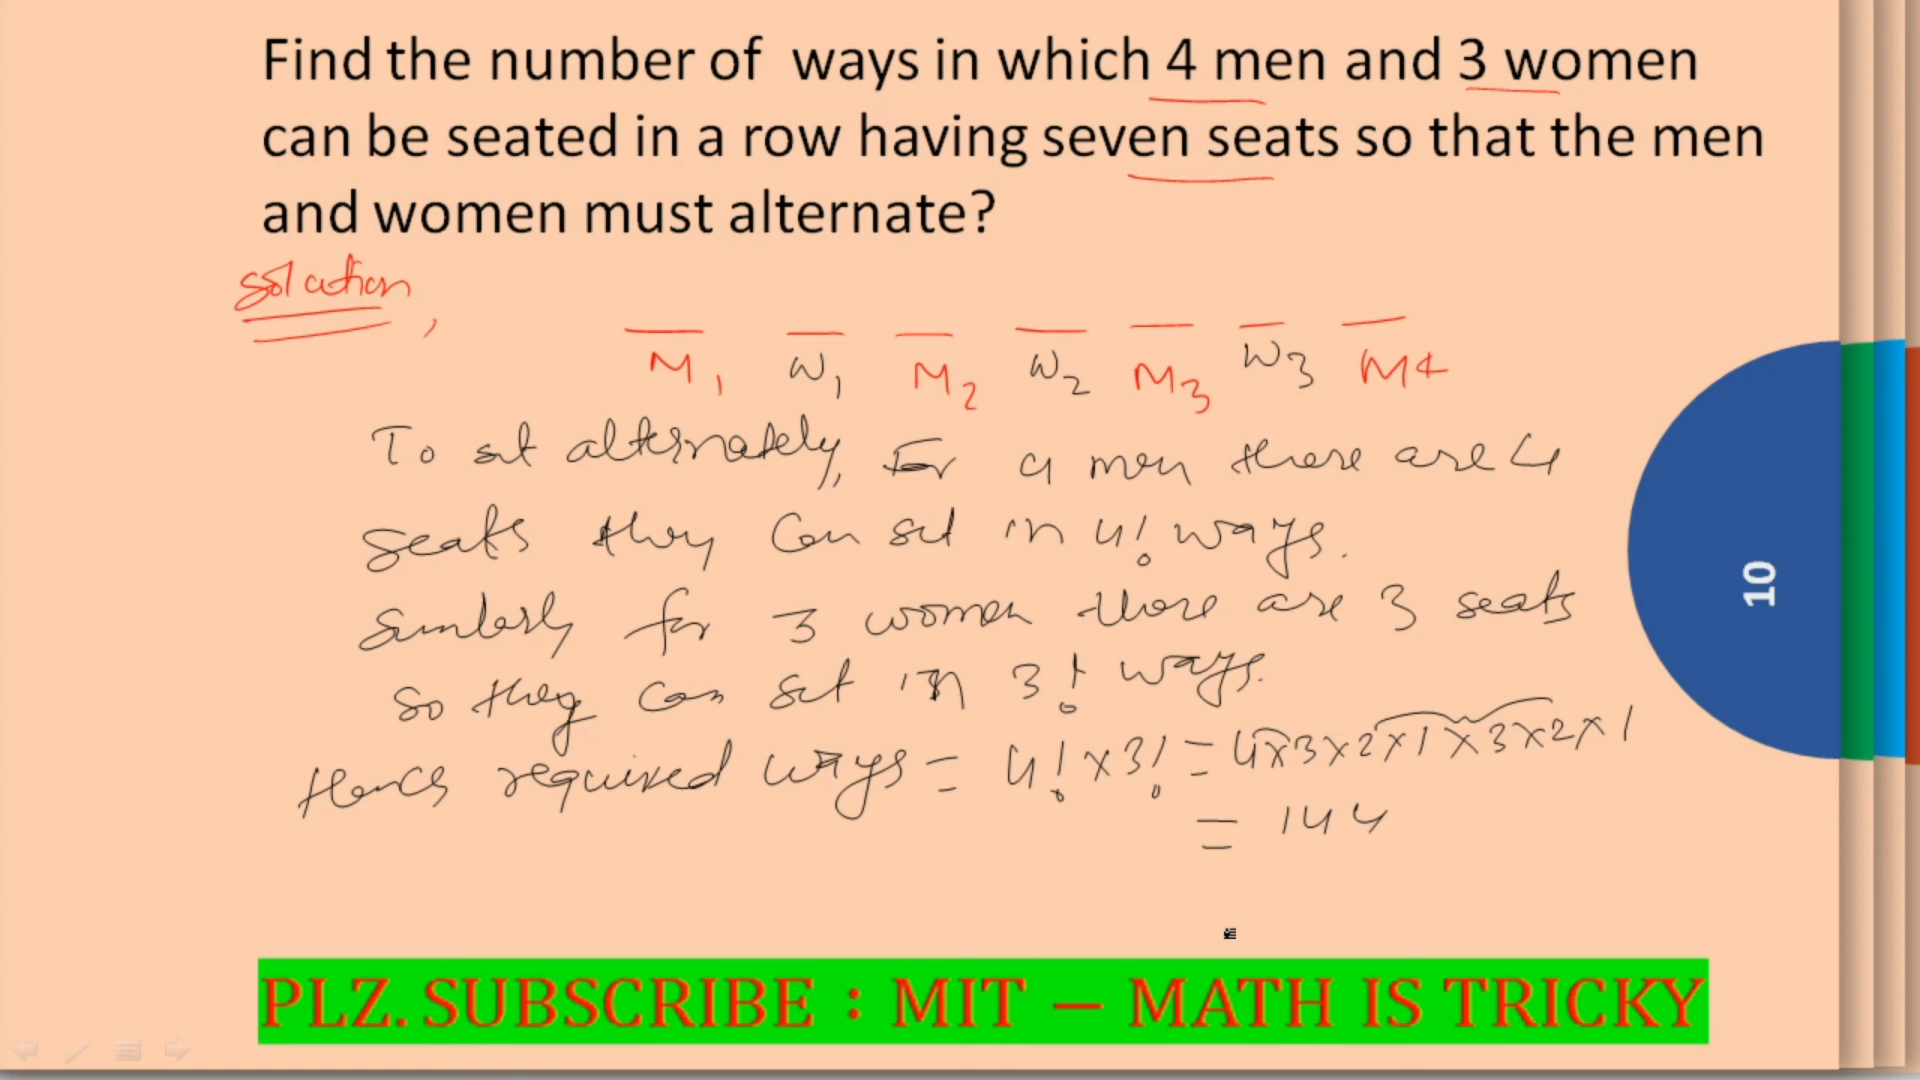 Find the number of ways in which 4 men and 3 women
can be seated in a row having seven seats so that the men
and women must alternate?
Solution,
M1 W1 M2 W2 M3 W3 M4
To sit alternately, For 4 men there are 4
seats they can sit in 4! ways.
Similarly for 3 women there are 3 seats
so they can sit in 3! ways.
Hence required ways = 4! × 3! = 4×3×2×1×3×2×1
= 144
10
PLZ. SUBSCRIBE : MIT – MATH IS TRICKY